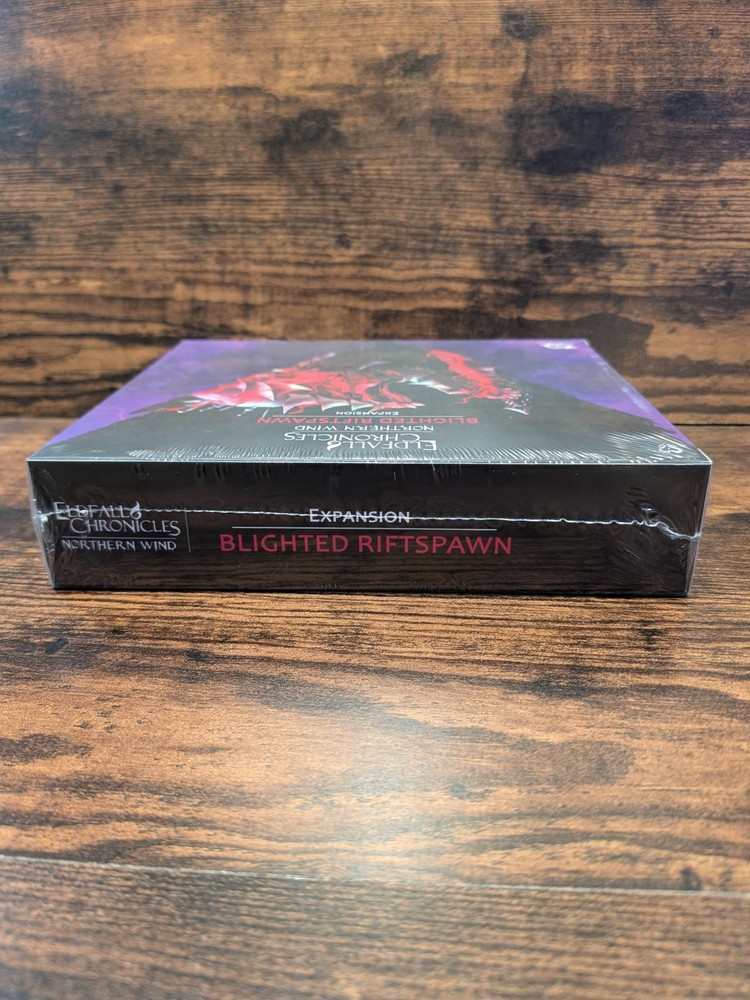 EXPANSION
BLIGHTED RIFTSPAWN
NORTHERN WIND
ELDFALL
CHRONICLES
ELDFALL
CHRONICLES
NORTHERN WIND
EXPANSION
BLIGHTED RIFTSPAWN